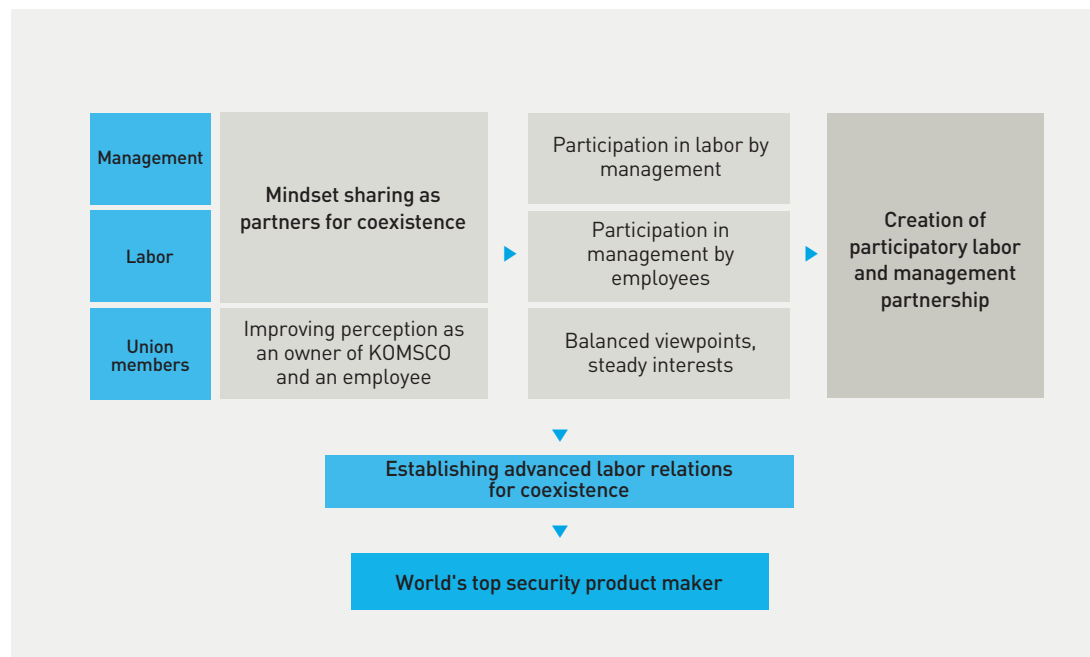 Management
Labor
Union
members
Mindset sharing as
partners for coexistence
Improving perception as
an owner of KOMSCO
and an employee
Participation in labor by
management
Participation in
management by
employees
Balanced viewpoints,
steady interests
Creation of
participatory labor
and management
partnership
Establishing advanced labor relations
for coexistence
World's top security product maker